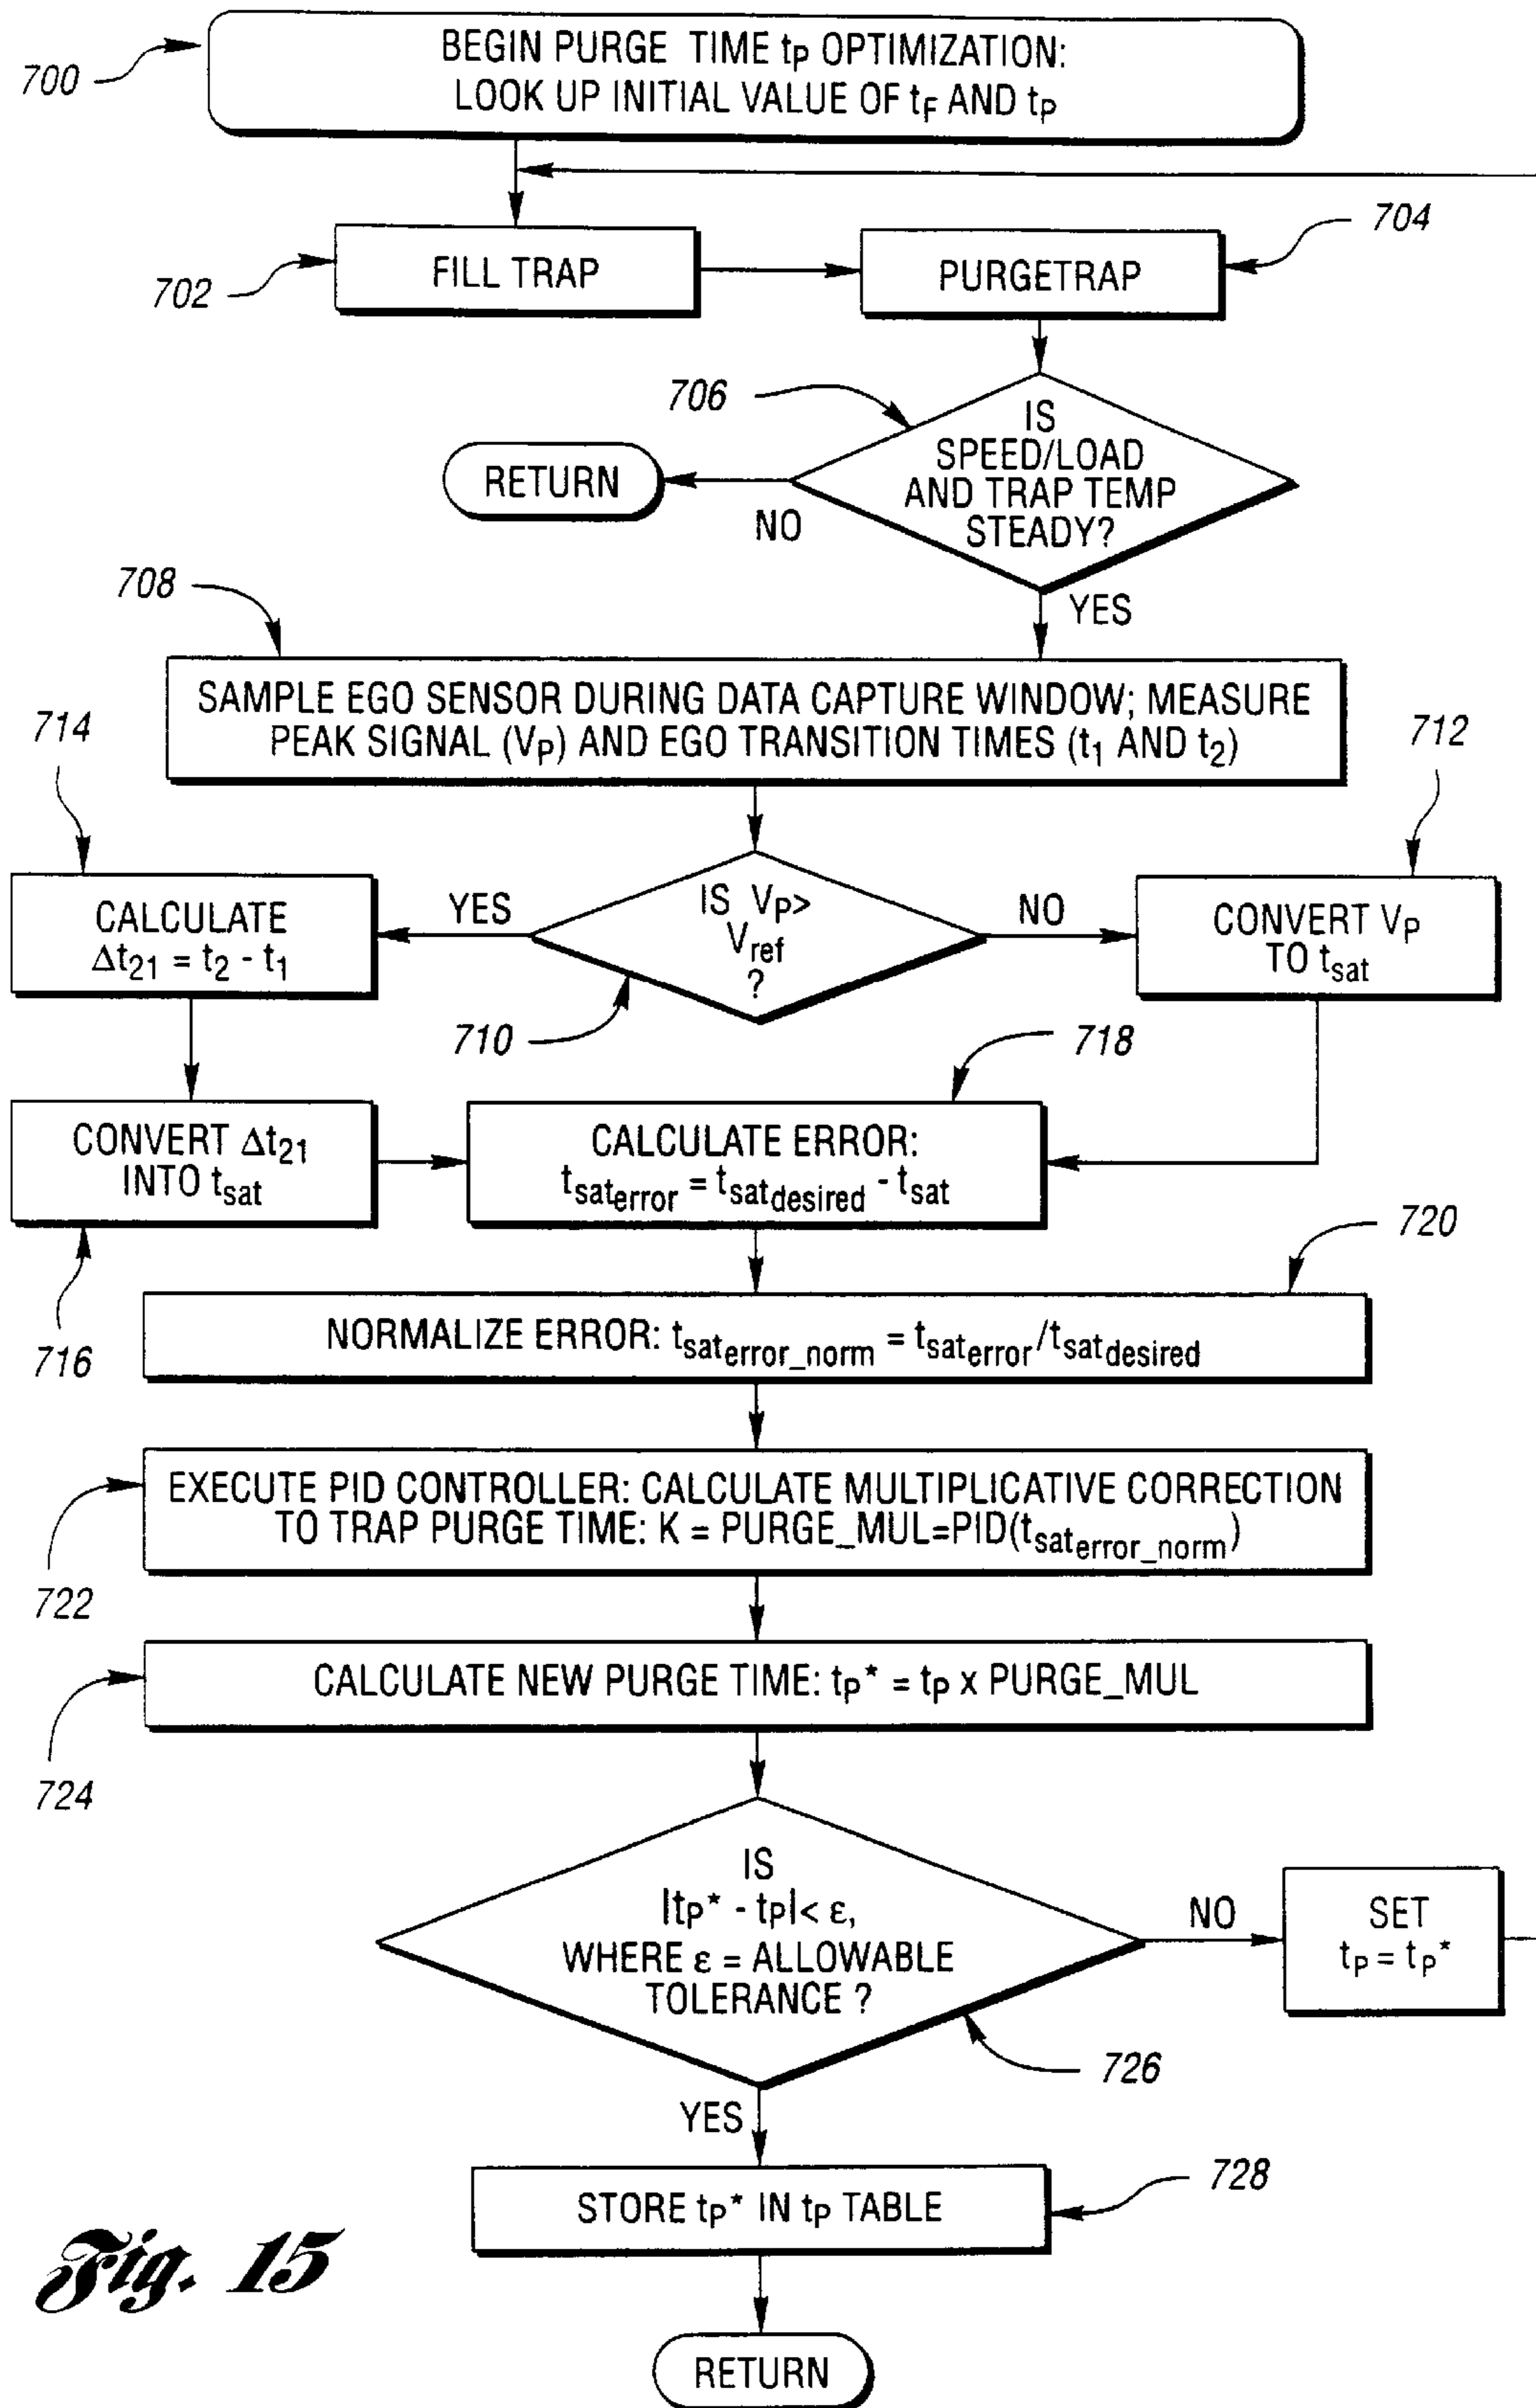 700
BEGIN PURGE TIME tP OPTIMIZATION:
LOOK UP INITIAL VALUE OF tF AND tP
702
FILL TRAP
PURGETRAP
704
706
IS
SPEED/LOAD
AND TRAP TEMP
STEADY?
RETURN
NO
YES
708
SAMPLE EGO SENSOR DURING DATA CAPTURE WINDOW; MEASURE
PEAK SIGNAL (VP) AND EGO TRANSITION TIMES (t1 AND t2)
714
712
CALCULATE
Δt21 = t2 - t1
YES
IS VP>
Vref
?
NO
CONVERT VP
TO tsat
710
718
CONVERT Δt21
INTO tsat
CALCULATE ERROR:
tsaterror = tsatdesired - tsat
716
720
NORMALIZE ERROR: tsaterror_norm = tsaterror/tsatdesired
EXECUTE PID CONTROLLER: CALCULATE MULTIPLICATIVE CORRECTION
TO TRAP PURGE TIME: K = PURGE_MUL=PID(tsaterror_norm)
722
CALCULATE NEW PURGE TIME: tP* = tP x PURGE_MUL
724
IS
|tP* - tP|< ε,
WHERE ε = ALLOWABLE
TOLERANCE ?
NO
SET
tP = tP*
726
YES
STORE tP* IN tP TABLE
728
RETURN
Fig. 15